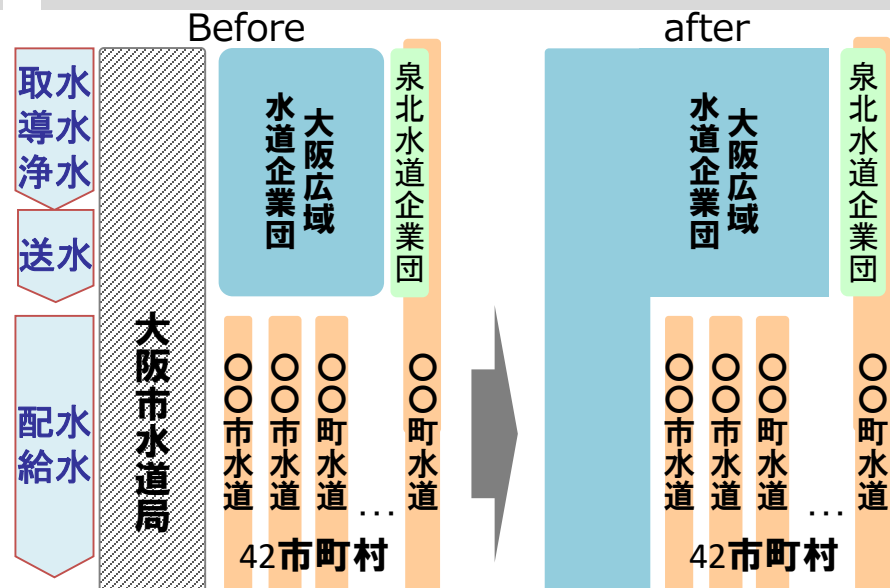 Before
after
取水
導水
浄水
送水
配水
給水
大阪市水道局
大阪広域
水道企業団
泉北水道企業団
〇〇市水道
〇〇市水道
〇〇町水道
…
〇〇町水道
42市町村
大阪広域
水道企業団
泉北水道企業団
〇〇市水道
〇〇市水道
〇〇町水道
…
〇〇町水道
42市町村